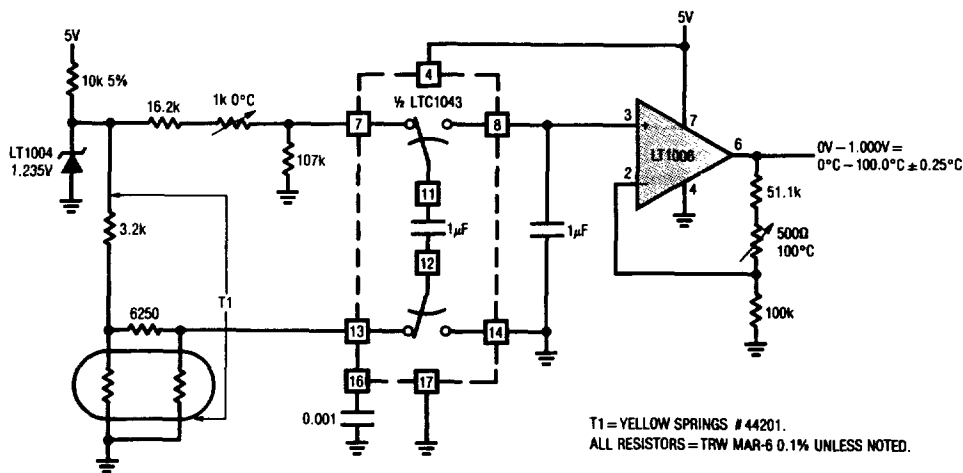 5V
10k 5%
16.2k
1k 0°C
LT1004
1.235V
107k
3.2k
T1
6250
5V
4
½ LTC1043
7
8
11
1µF
12
1µF
13
14
16
17
0.001
3
+
7
LT1006
6
2
−
4
0V – 1.000V =
0°C – 100.0°C ± 0.25°C
51.1k
500Ω
100°C
100k
T1 = YELLOW SPRINGS #44201.
ALL RESISTORS = TRW MAR-6 0.1% UNLESS NOTED.